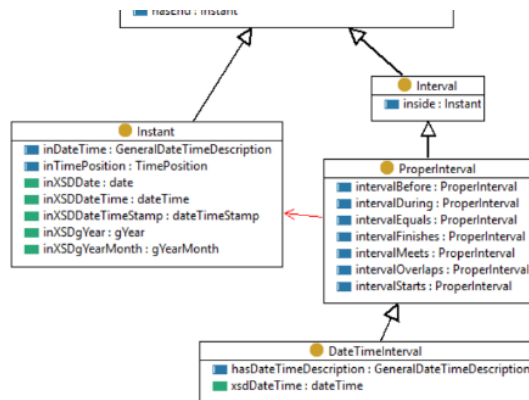 hasEnd : Instant
Interval
inside : Instant
Instant
inDateTime : GeneralDateTimeDescription
inTimePosition : TimePosition
inXSDDate : date
inXSDDateTime : dateTime
inXSDDateTimeStamp : dateTimeStamp
inXSDgYear : gYear
inXSDgYearMonth : gYearMonth
ProperInterval
intervalBefore : ProperInterval
intervalDuring : ProperInterval
intervalEquals : ProperInterval
intervalFinishes : ProperInterval
intervalMeets : ProperInterval
intervalOverlaps : ProperInterval
intervalStarts : ProperInterval
DateTimeInterval
hasDateTimeDescription : GeneralDateTimeDescription
xsdDateTime : dateTime